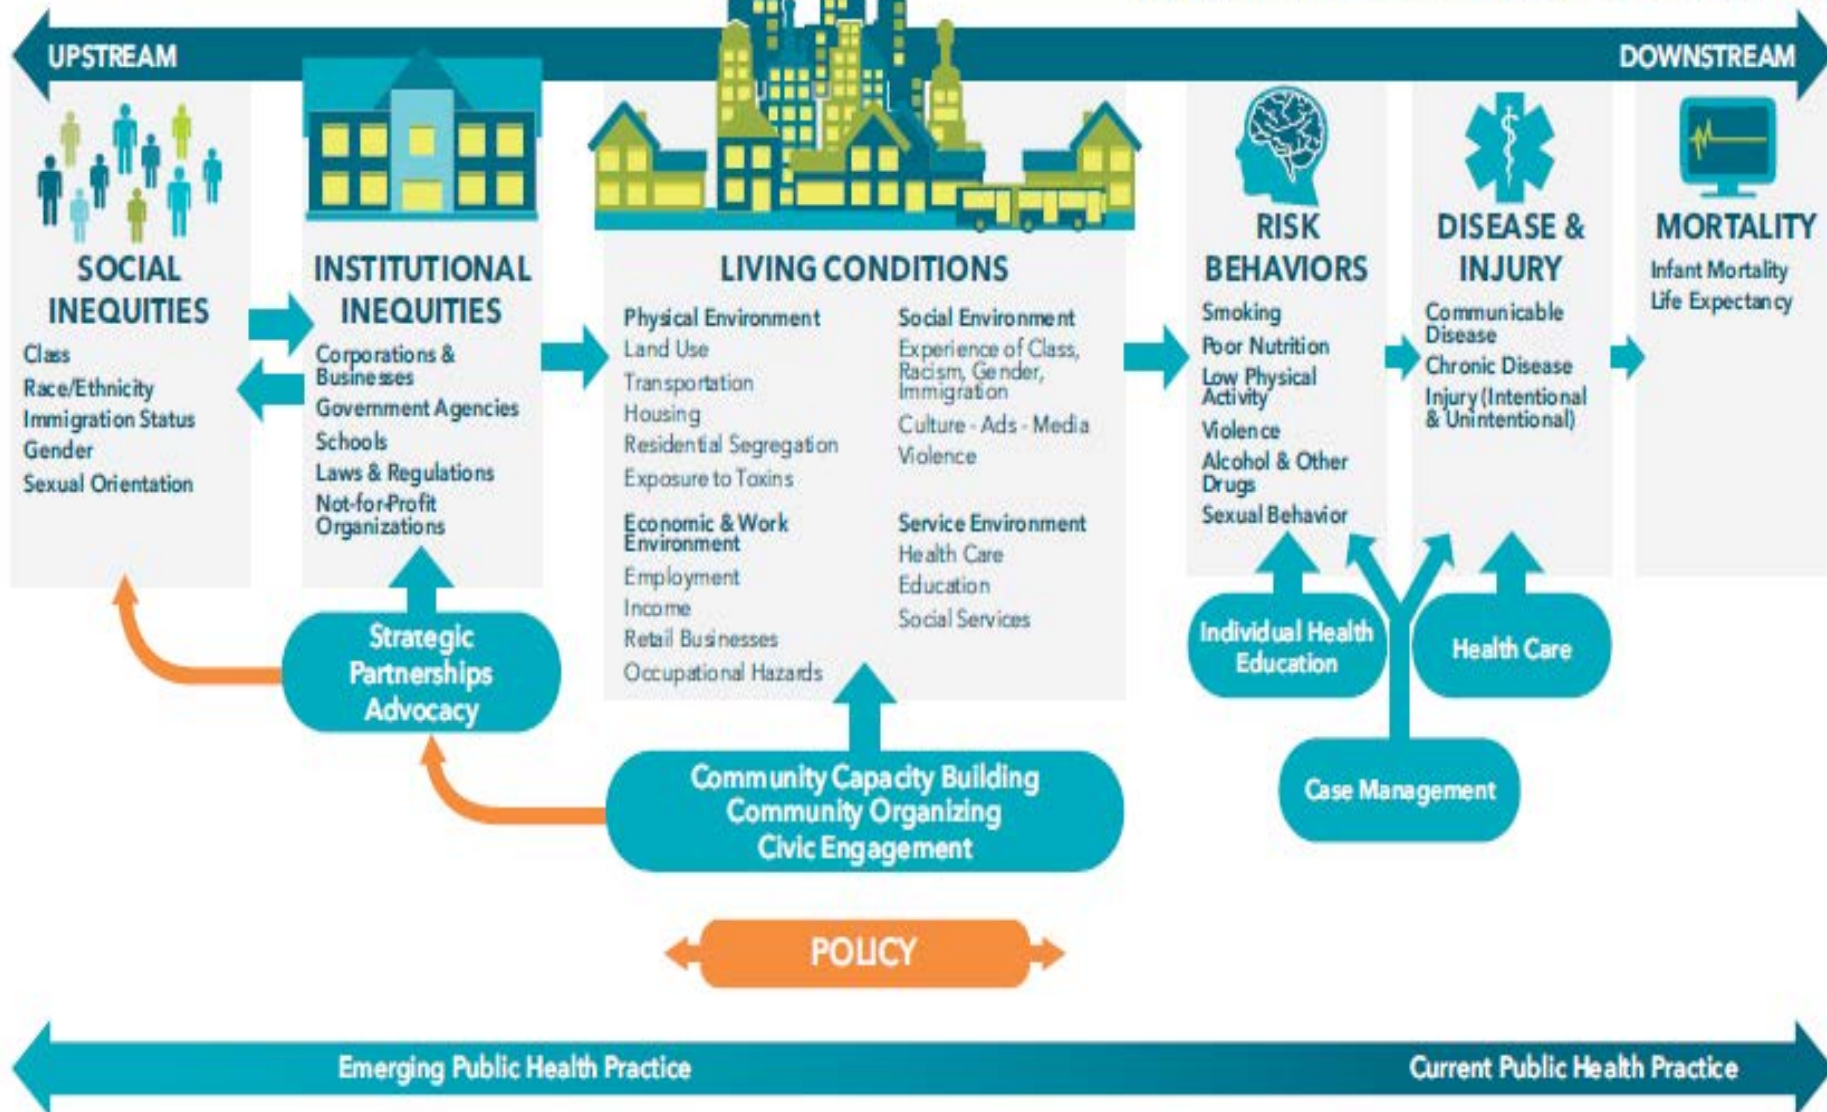 UPSTREAM
DOWNSTREAM
SOCIAL
INEQUITIES
Class
Race/Ethnicity
Immigration Status
Gender
Sexual Orientation
INSTITUTIONAL
INEQUITIES
Corporations &
Businesses
Government Agencies
Schools
Laws & Regulations
Not-for-Profit
Organizations
LIVING CONDITIONS
Physical Environment
Land Use
Transportation
Housing
Residential Segregation
Exposure to Toxins
Economic & Work
Environment
Employment
Income
Retail Businesses
Occupational Hazards
Social Environment
Experience of Class,
Racism, Gender,
Immigration
Culture - Ads - Media
Violence
Service Environment
Health Care
Education
Social Services
RISK
BEHAVIORS
Smoking
Poor Nutrition
Low Physical
Activity
Violence
Alcohol & Other
Drugs
Sexual Behavior
DISEASE &
INJURY
Communicable
Disease
Chronic Disease
Injury (Intentional
& Unintentional)
MORTALITY
Infant Mortality
Life Expectancy
Strategic
Partnerships
Advocacy
Community Capacity Building
Community Organizing
Civic Engagement
Individual Health
Education
Health Care
Case Management
POLICY
Emerging Public Health Practice
Current Public Health Practice